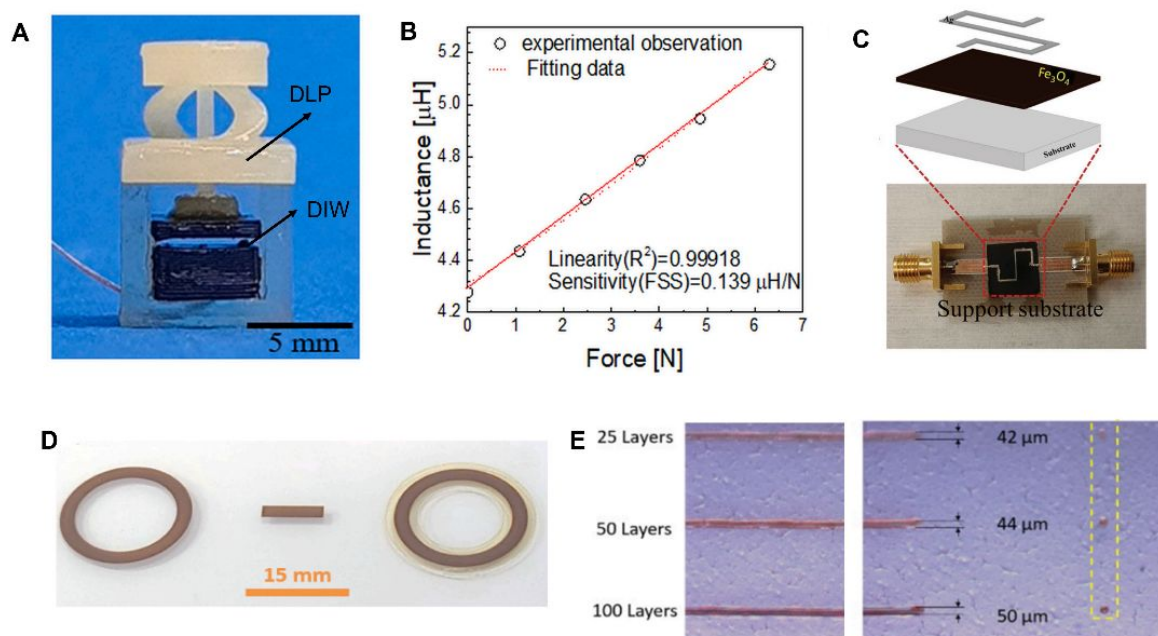 A
DLP
DIW
5 mm
B
Inductance [μH]
5.2
5.0
4.8
4.6
4.4
4.2
experimental observation
Fitting data
Linearity(R²)=0.99918
Sensitivity(FSS)=0.139 μH/N
0 1 2 3 4 5 6 7
Force [N]
C
Ag
Fe₃O₄
Substrate
Support substrate
D
15 mm
E
25 Layers
42 μm
50 Layers
44 μm
100 Layers
50 μm